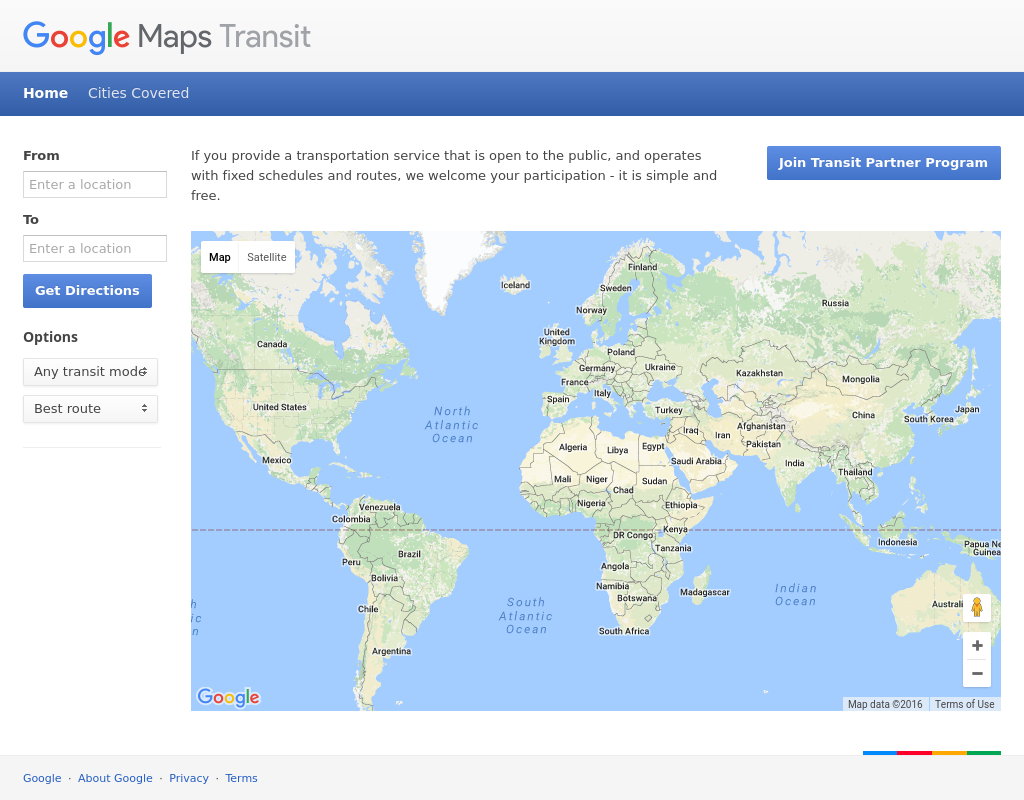 Google Maps Transit
Home Cities Covered
From
Enter a location
To
Enter a location
Get Directions
Options
Any transit mode
Best route
If you provide a transportation service that is open to the public, and operates
with fixed schedules and routes, we welcome your participation - it is simple and
free.
Join Transit Partner Program
Map Satellite
Iceland
Finland
Sweden
Norway
Russia
United
Kingdom
Canada
Poland
Germany
Ukraine
Kazakhstan
France
Mongolia
Italy
Spain
United States
Turkey
China
Japan
South Korea
North
Atlantic
Ocean
Iraq
Iran
Afghanistan
Pakistan
Algeria
Libya
Egypt
Mexico
Saudi Arabia
India
Thailand
Mali
Niger
Chad
Sudan
Nigeria
Ethiopia
Venezuela
Colombia
DR Congo
Kenya
Indonesia
Papua Ne
Guinea
Tanzania
Brazil
Peru
Angola
Bolivia
Namibia
Botswana
Madagascar
Indian
Ocean
Chile
South
Atlantic
Ocean
h
ic
n
Australi
South Africa
Argentina
Google
Map data ©2016 Terms of Use
Google · About Google · Privacy · Terms